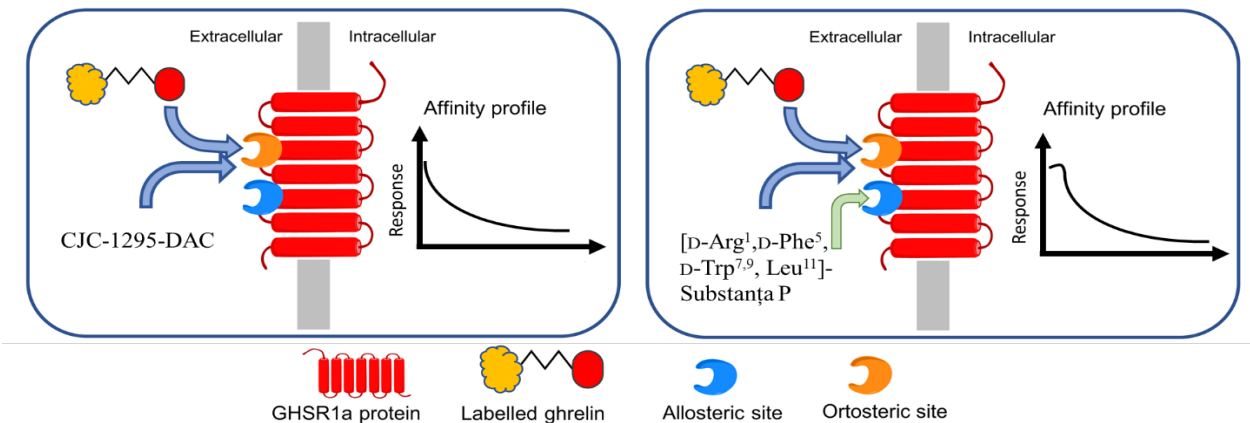 Extracellular
Intracellular
Affinity profile
Response
CJC-1295-DAC
Extracellular
Intracellular
Affinity profile
Response
[D-Arg¹,D-Phe⁵,
D-Trp⁷,⁹, Leu¹¹]-
Substanța P
GHSR1a protein
Labelled ghrelin
Allosteric site
Ortosteric site